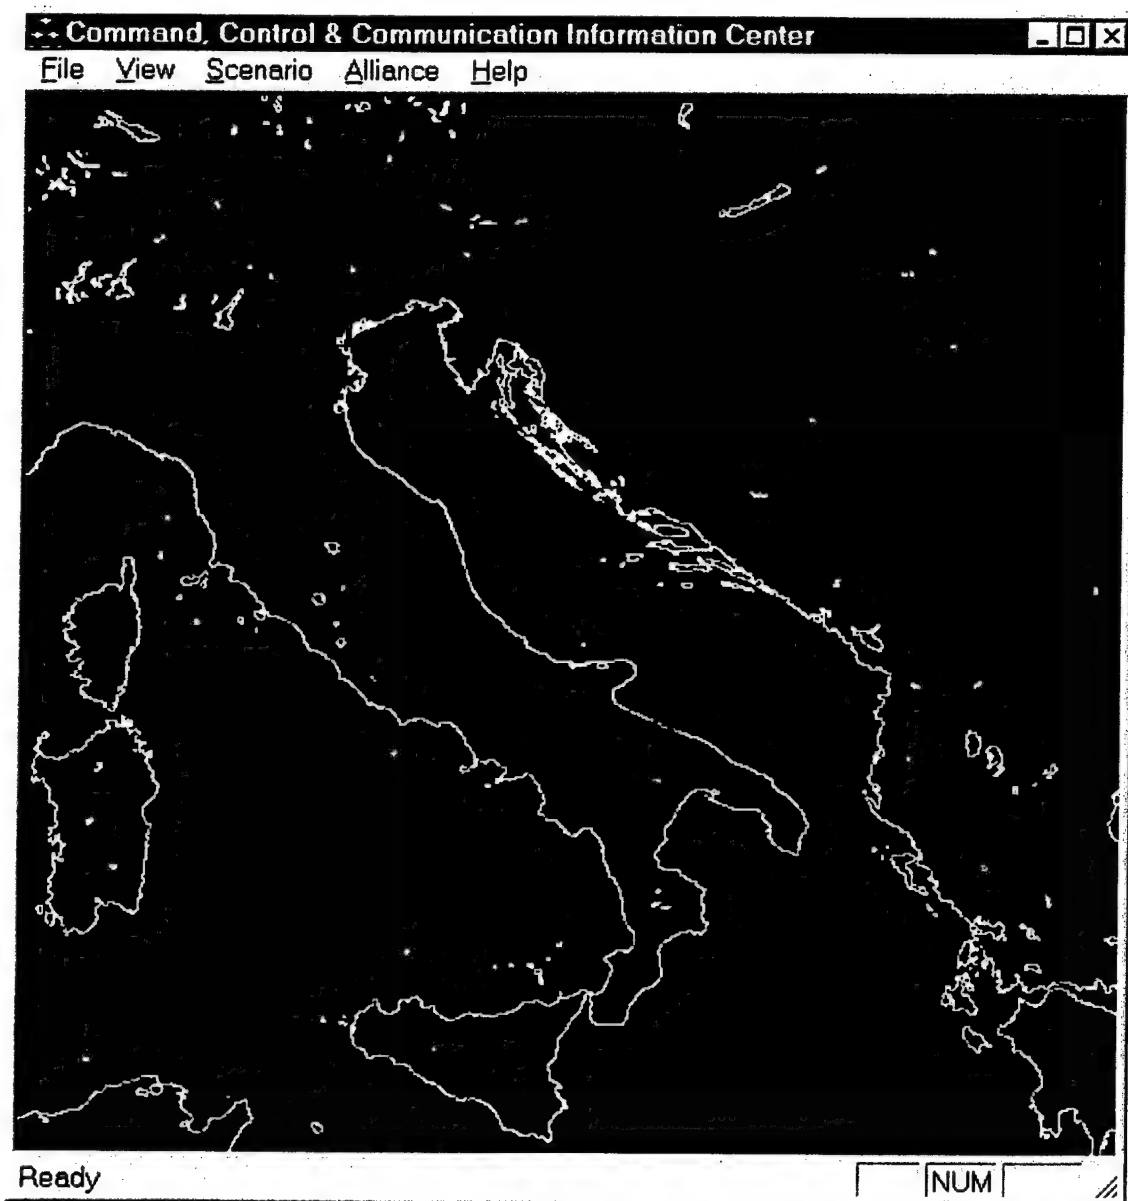 Command, Control & Communication Information Center
File View Scenario Alliance Help
Ready NUM